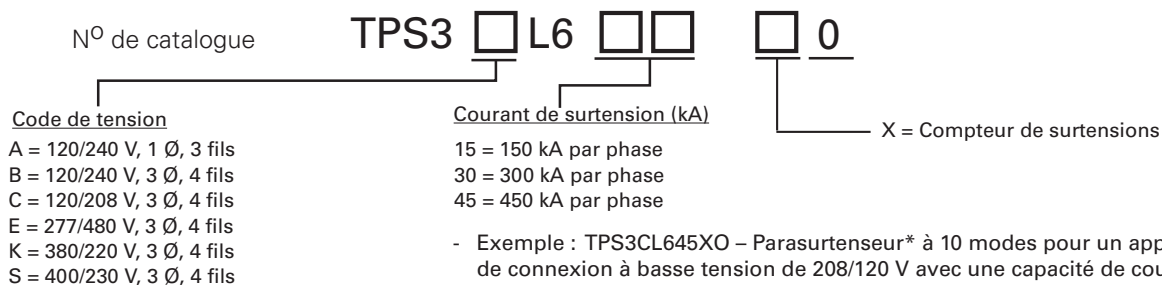 Nº de catalogue TPS3 □ L6 □□ □ 0
Code de tension
A = 120/240 V, 1 Ø, 3 fils
B = 120/240 V, 3 Ø, 4 fils
C = 120/208 V, 3 Ø, 4 fils
E = 277/480 V, 3 Ø, 4 fils
K = 380/220 V, 3 Ø, 4 fils
S = 400/230 V, 3 Ø, 4 fils
Courant de surtension (kA)
15 = 150 kA par phase
30 = 300 kA par phase
45 = 450 kA par phase
X = Compteur de surtensions
- Exemple : TPS3CL645XO – Parasurtenseur* à 10 modes pour un app
de connexion à basse tension de 208/120 V avec une capacité de cou